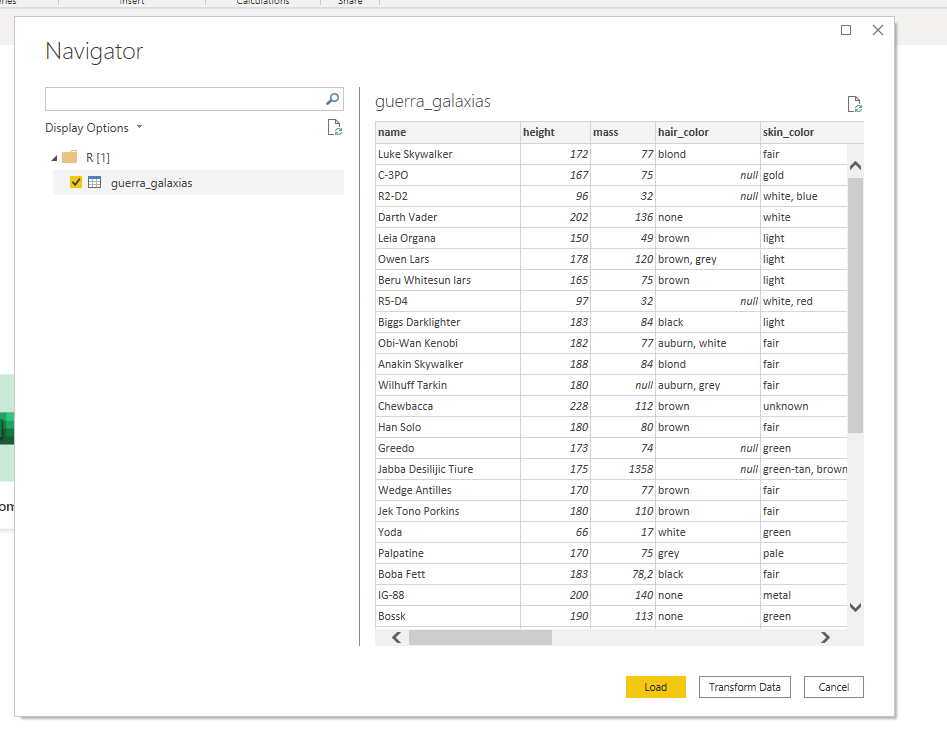 Insert Calculations Share
Navigator
Display Options
R [1]
guerra_galaxias
guerra_galaxias
name height mass hair_color skin_color
Luke Skywalker 172 77 blond fair
C-3PO 167 75 null gold
R2-D2 96 32 null white, blue
Darth Vader 202 136 none white
Leia Organa 150 49 brown light
Owen Lars 178 120 brown, grey light
Beru Whitesun lars 165 75 brown light
R5-D4 97 32 null white, red
Biggs Darklighter 183 84 black light
Obi-Wan Kenobi 182 77 auburn, white fair
Anakin Skywalker 188 84 blond fair
Wilhuff Tarkin 180 null auburn, grey fair
Chewbacca 228 112 brown unknown
Han Solo 180 80 brown fair
Greedo 173 74 null green
Jabba Desilijic Tiure 175 1358 null green-tan, brown
Wedge Antilles 170 77 brown fair
Jek Tono Porkins 180 110 brown fair
Yoda 66 17 white green
Palpatine 170 75 grey pale
Boba Fett 183 78,2 black fair
IG-88 200 140 none metal
Bossk 190 113 none green
Load Transform Data Cancel